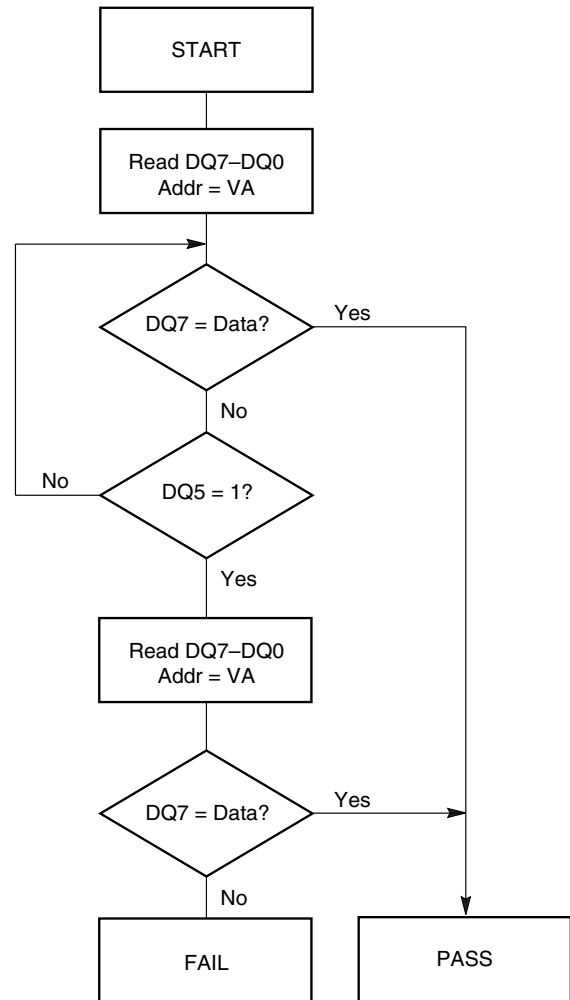 START
Read DQ7–DQ0
Addr = VA
DQ7 = Data?
Yes
No
No
DQ5 = 1?
Yes
Read DQ7–DQ0
Addr = VA
DQ7 = Data?
Yes
No
FAIL
PASS